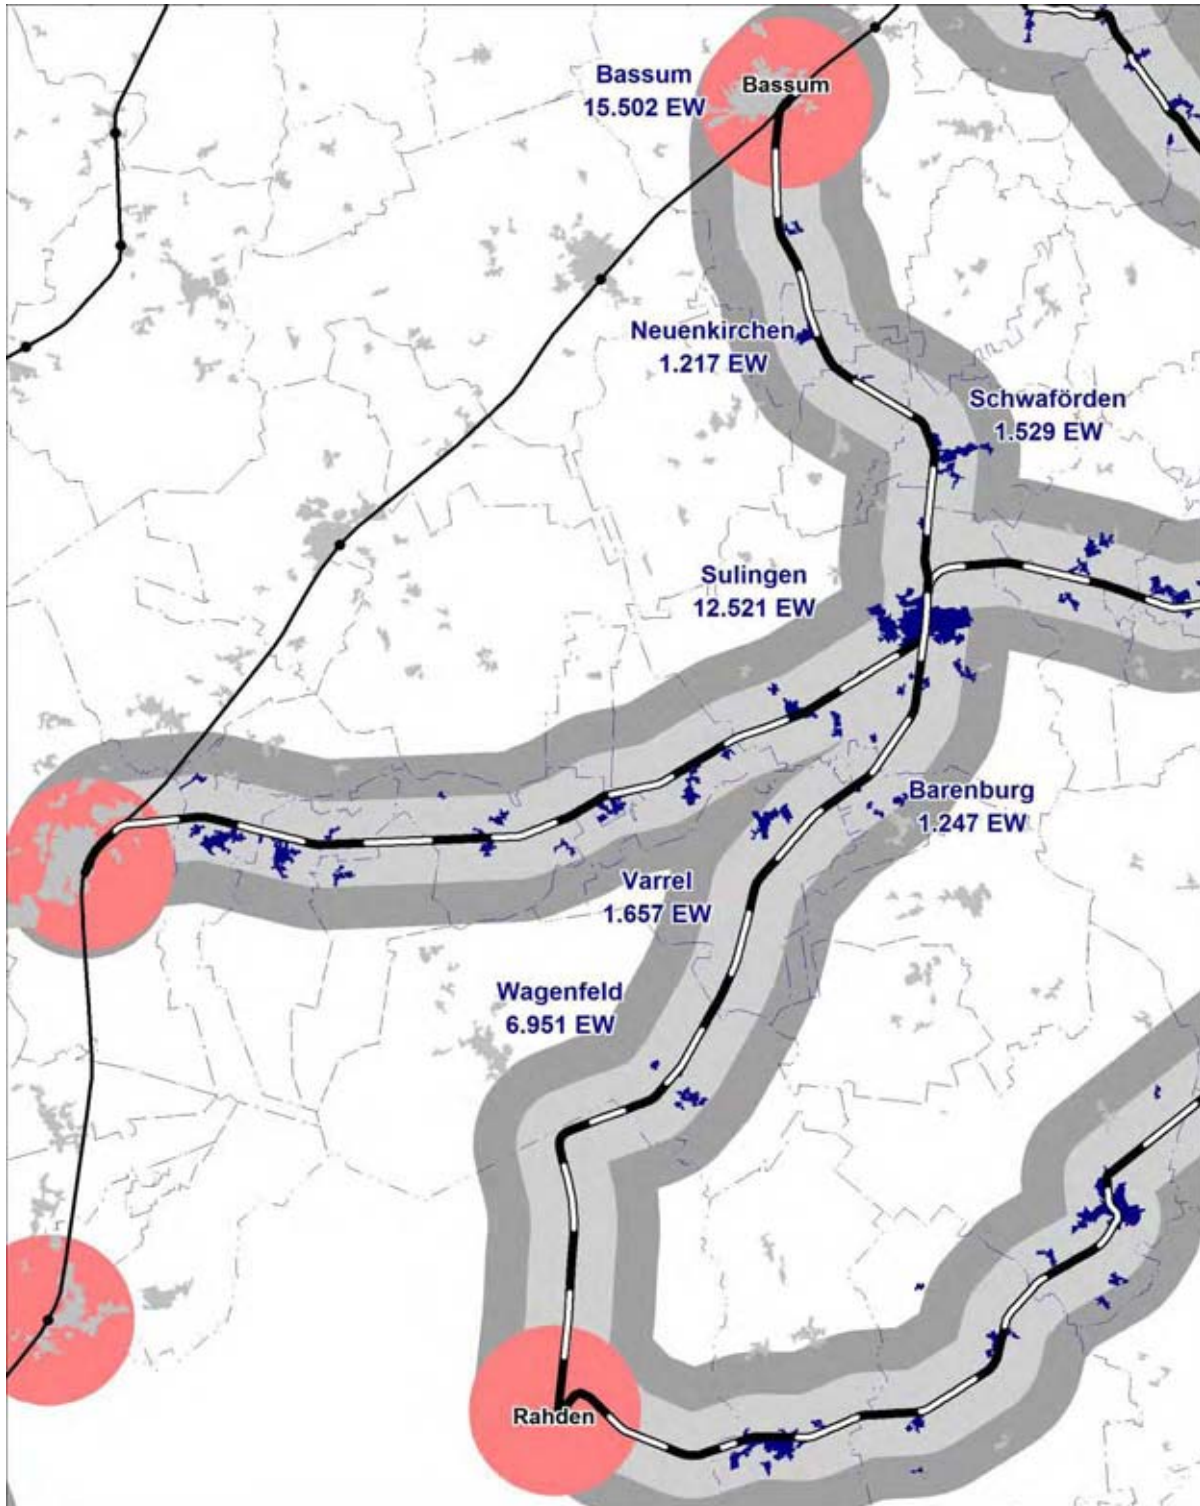 Bassum
15.502 EW
Bassum
Neuenkirchen
1.217 EW
Schwaförden
1.529 EW
Sulingen
12.521 EW
Barenburg
1.247 EW
Varrel
1.657 EW
Wagenfeld
6.951 EW
Rahden